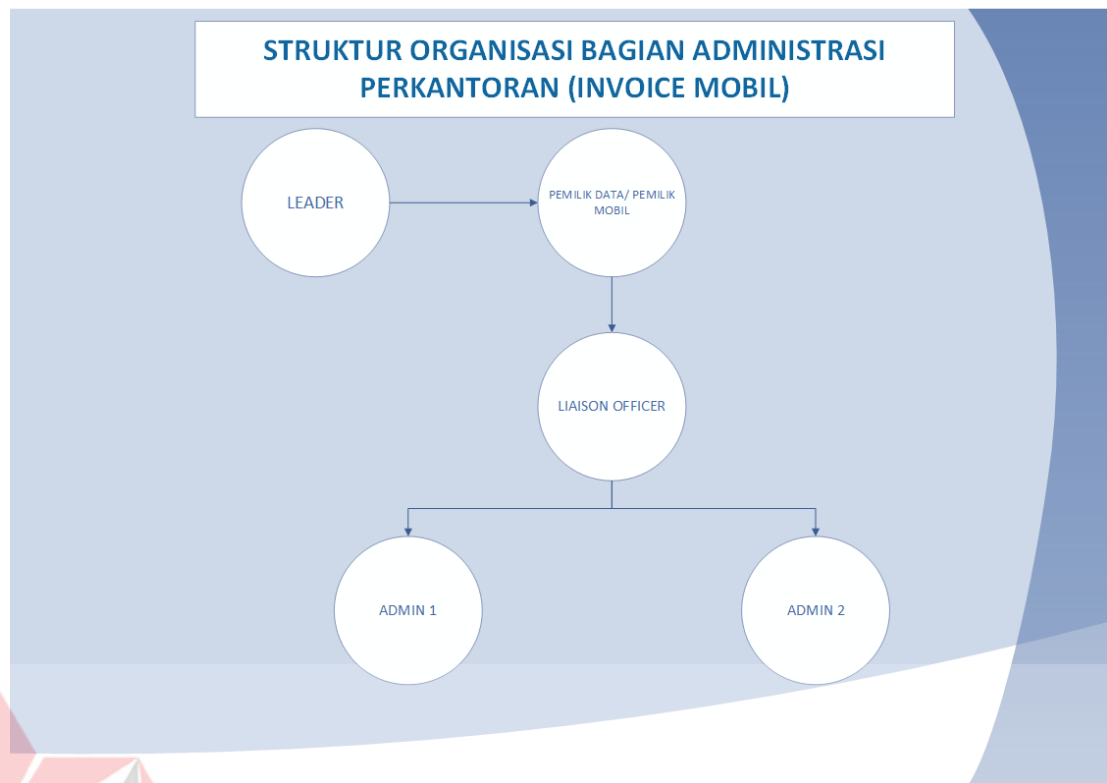 STRUKTUR ORGANISASI BAGIAN ADMINISTRASI
PERKANTORAN (INVOICE MOBIL)
LEADER
PEMILIK DATA/ PEMILIK
MOBIL
LIAISON OFFICER
ADMIN 1
ADMIN 2